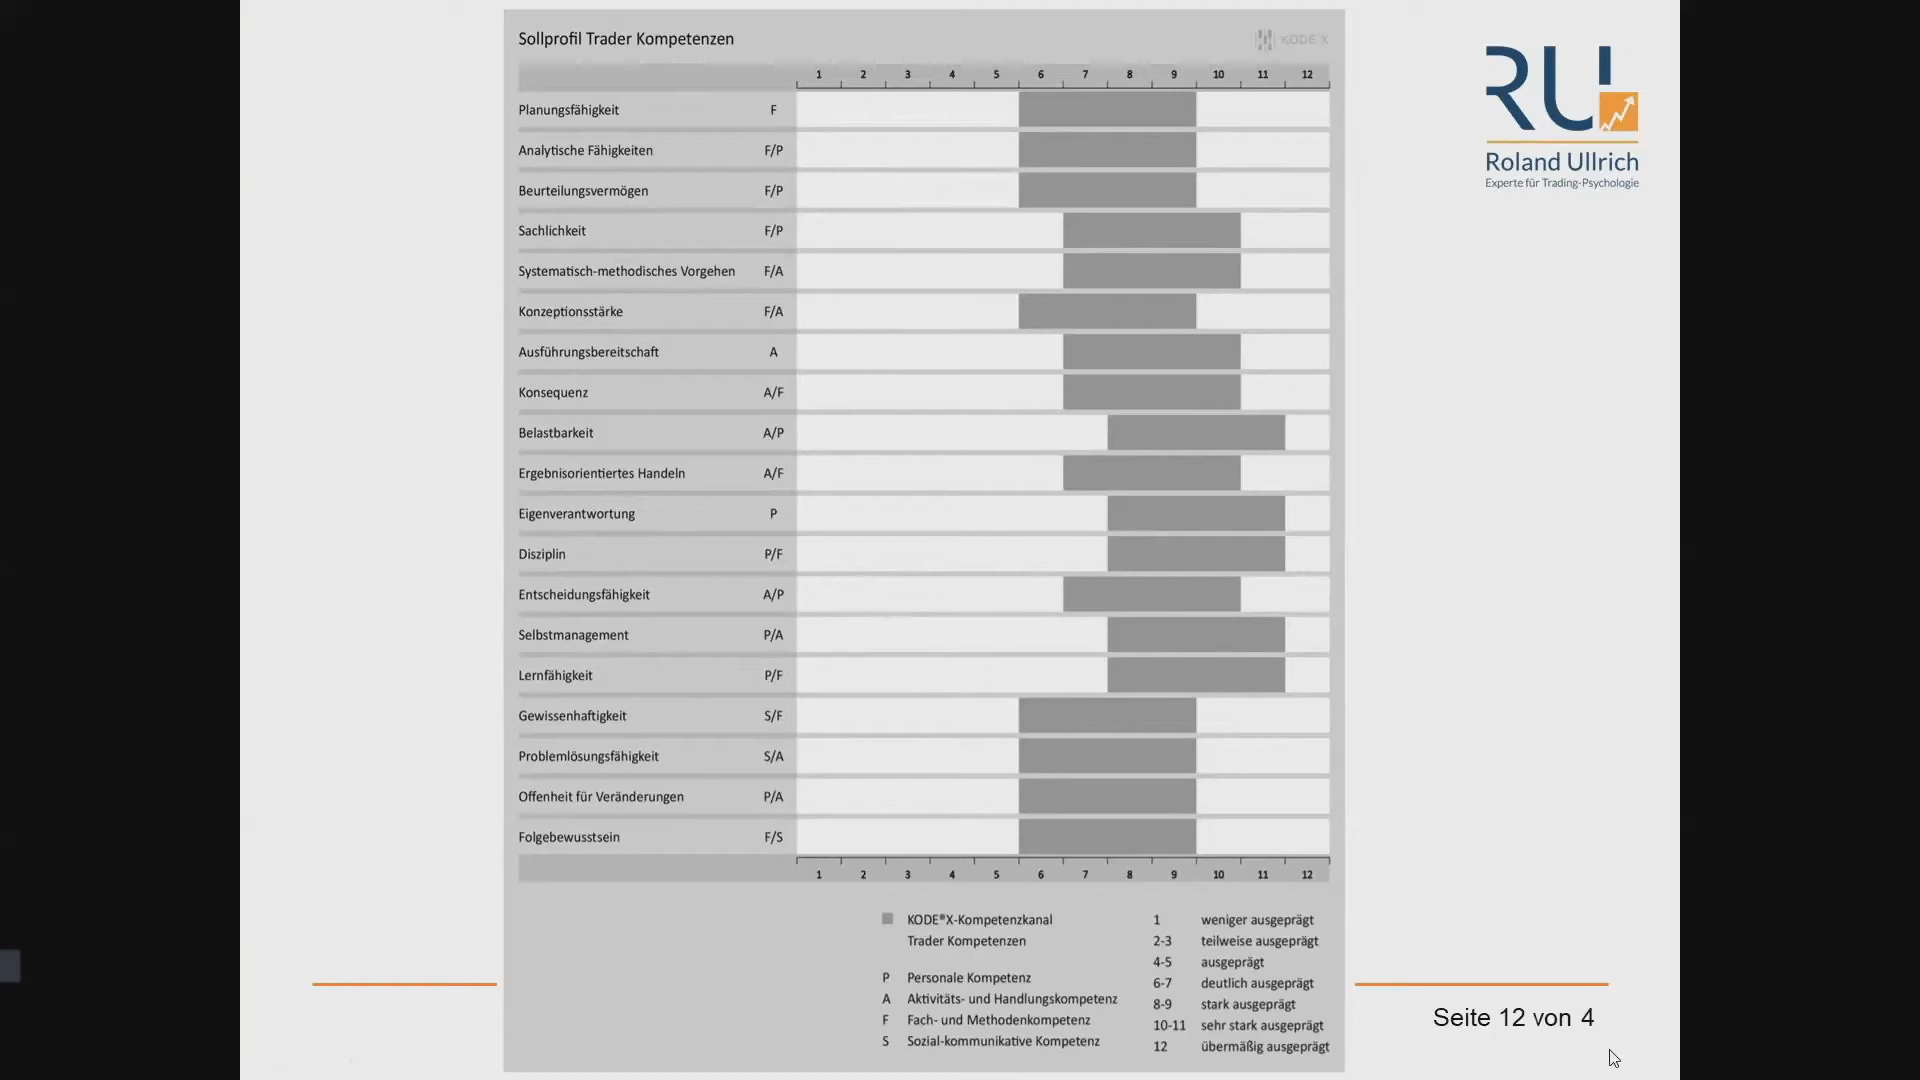 Sollprofil Trader Kompetenzen
KODE®X
1 2 3 4 5 6 7 8 9 10 11 12
Planungsfähigkeit F
Analytische Fähigkeiten F/P
Beurteilungsvermögen F/P
Sachlichkeit F/P
Systematisch-methodisches Vorgehen F/A
Konzeptionsstärke F/A
Ausführungsbereitschaft A
Konsequenz A/F
Belastbarkeit A/P
Ergebnisorientiertes Handeln A/F
Eigenverantwortung P
Disziplin P/F
Entscheidungsfähigkeit A/P
Selbstmanagement P/A
Lernfähigkeit P/F
Gewissenhaftigkeit S/F
Problemlösungsfähigkeit S/A
Offenheit für Veränderungen P/A
Folgebewusstsein F/S
1 2 3 4 5 6 7 8 9 10 11 12
KODE®X-Kompetenzkanal
Trader Kompetenzen
P Personale Kompetenz
A Aktivitäts- und Handlungskompetenz
F Fach- und Methodenkompetenz
S Sozial-kommunikative Kompetenz
1 weniger ausgeprägt
2-3 teilweise ausgeprägt
4-5 ausgeprägt
6-7 deutlich ausgeprägt
8-9 stark ausgeprägt
10-11 sehr stark ausgeprägt
12 übermäßig ausgeprägt
RU
Roland Ullrich
Experte für Trading-Psychologie
Seite 12 von 4